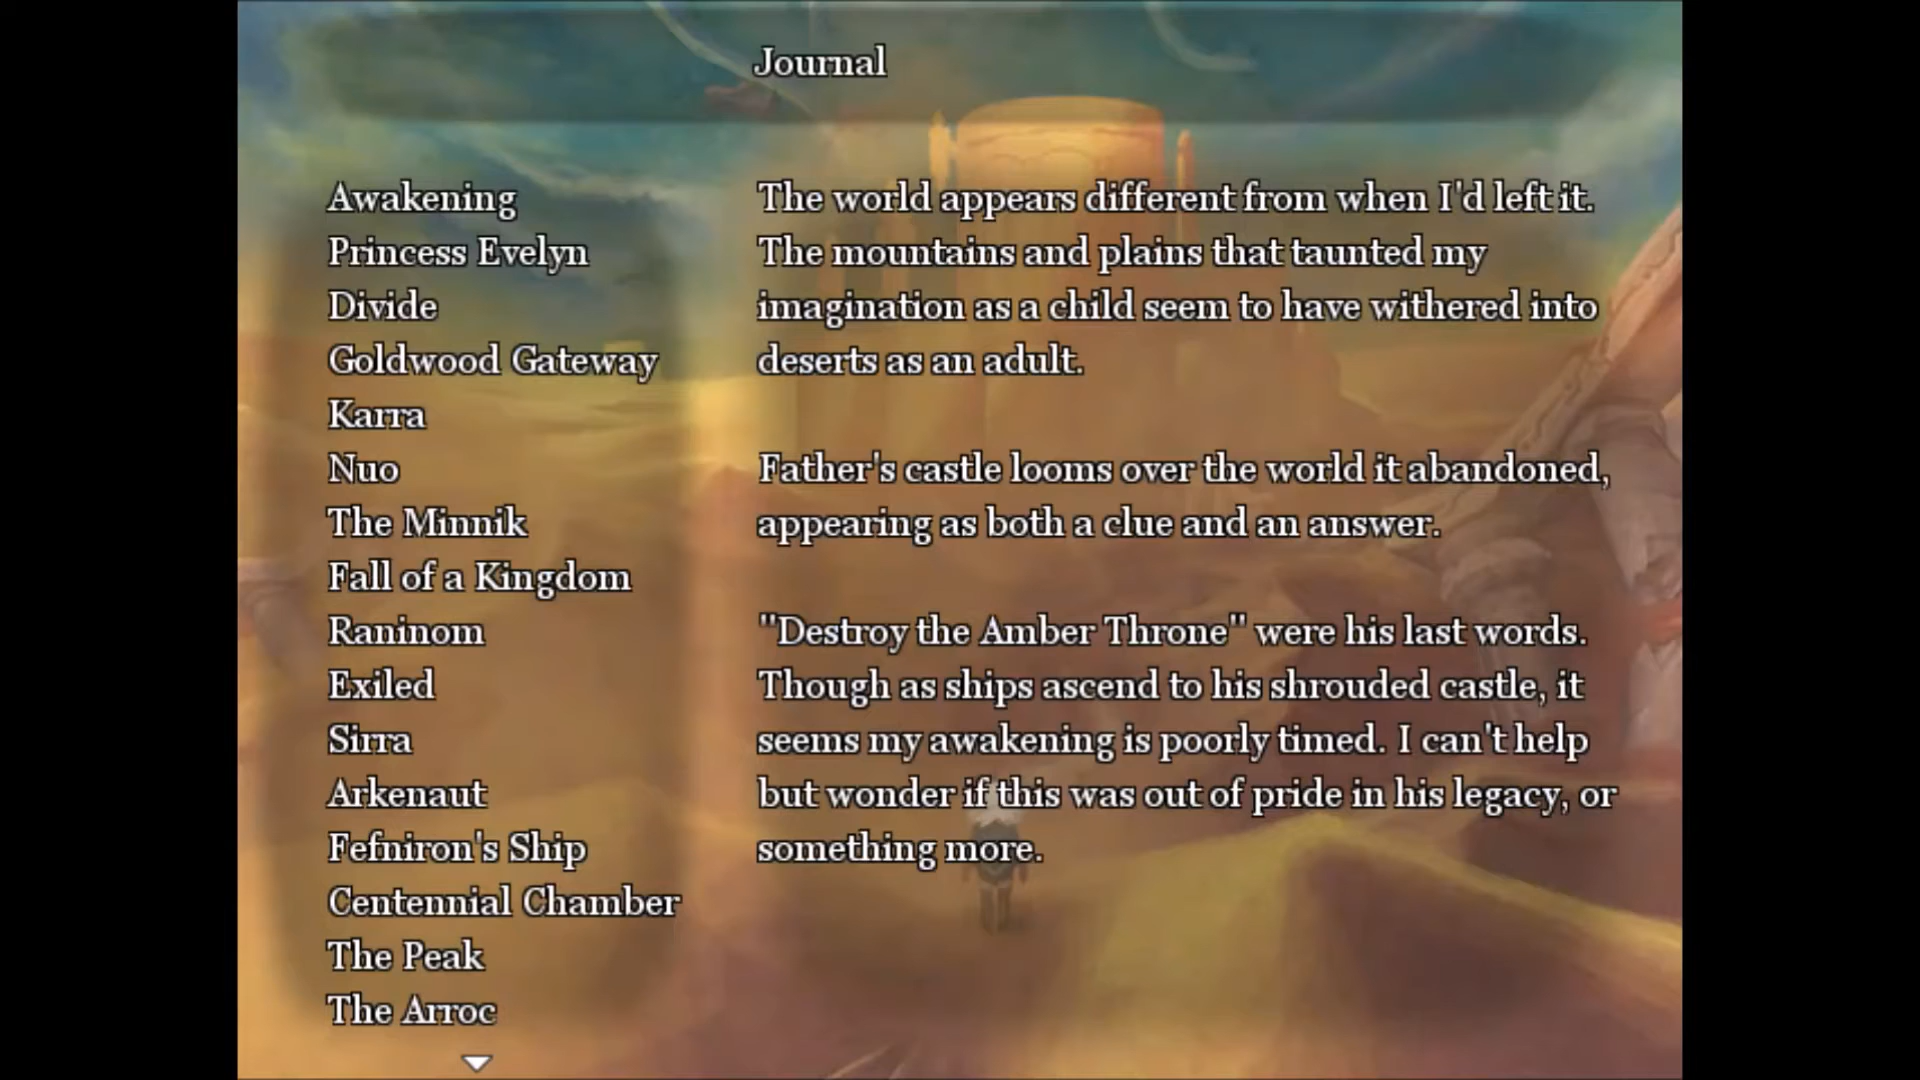 Journal
Awakening
Princess Evelyn
Divide
Goldwood Gateway
Karra
Nuo
The Minnik
Fall of a Kingdom
Raninom
Exiled
Sirra
Arkenaut
Fefniron's Ship
Centennial Chamber
The Peak
The Arroc
The world appears different from when I'd left it.
The mountains and plains that taunted my
imagination as a child seem to have withered into
deserts as an adult.
Father's castle looms over the world it abandoned,
appearing as both a clue and an answer.
"Destroy the Amber Throne" were his last words.
Though as ships ascend to his shrouded castle, it
seems my awakening is poorly timed. I can't help
but wonder if this was out of pride in his legacy, or
something more.